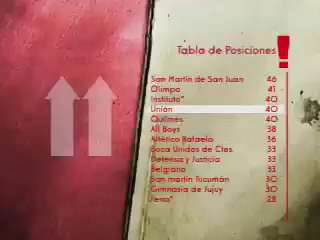 Tabla de Posiciones
San Martín de San Juan 46
Olimpo 41
Instituto* 40
Unión 40
Quilmes 40
All Boys 38
Atlético Rafaela 36
Boca Unidos de Ctes. 33
Defensa y Justicia 33
Belgrano 33
San martín Tucumán 30
Gimnasia de Jujuy 30
Ferro* 28